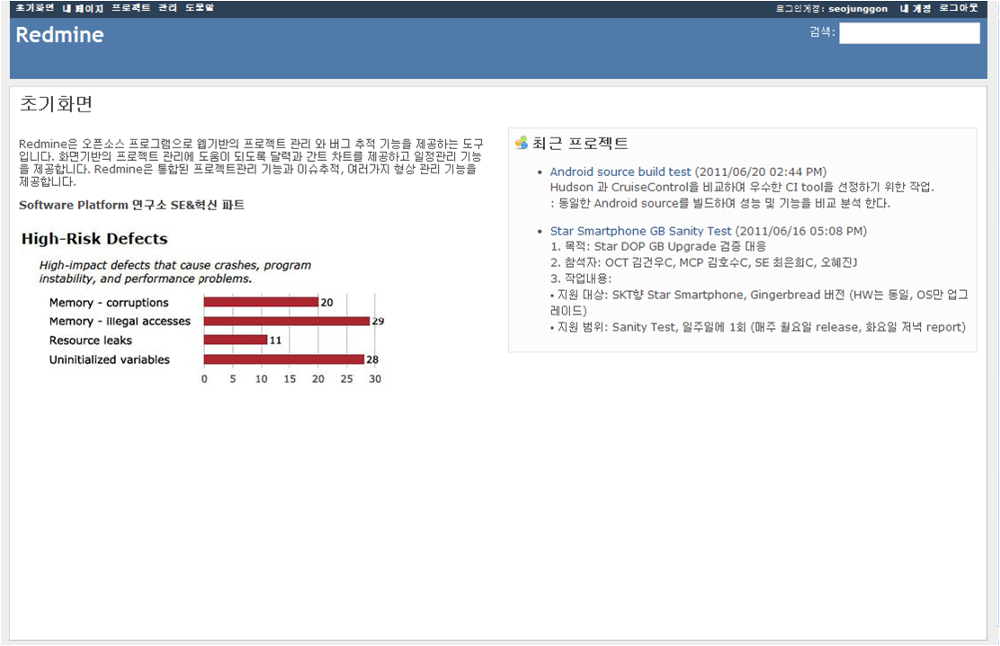 초기화면 내 페이지 프로젝트 관리 도움말
로그인계정: seojunggon 내 계정 로그아웃
Redmine
검색:
초기화면
Redmine은 오픈소스 프로그램으로 웹기반의 프로젝트 관리 와 버그 추적 기능을 제공하는 도구
입니다. 화면기반의 프로젝트 관리에 도움이 되도록 달력과 간트 차트를 제공하고 일정관리 기능
을 제공합니다. Redmine은 통합된 프로젝트관리 기능과 이슈추적, 여러가지 형상 관리 기능을
제공합니다.
Software Platform 연구소 SE&혁신 파트
High-Risk Defects
High-impact defects that cause crashes, program
instability, and performance problems.
Memory - corruptions 20
Memory - illegal accesses 29
Resource leaks 11
Uninitialized variables 28
0 5 10 15 20 25 30
최근 프로젝트
• Android source build test (2011/06/20 02:44 PM)
Hudson 과 CruiseControl을 비교하며 우수한 CI tool을 선정하기 위한 작업.
: 동일한 Android source를 빌드하며 성능 및 기능을 비교 분석 한다.
• Star Smartphone GB Sanity Test (2011/06/16 05:08 PM)
1. 목적: Star DOP GB Upgrade 검증 대응
2. 참석자: OCT 김건우C, MCP 김호수C, SE 최은희C, 오혜진J
3. 작업내용:
• 지원 대상: SKT향 Star Smartphone, Gingerbread 버전 (HW는 동일, OS만 업그
레이드)
• 지원 범위: Sanity Test, 일주일에 1회 (매주 월요일 release, 화요일 저녁 report)